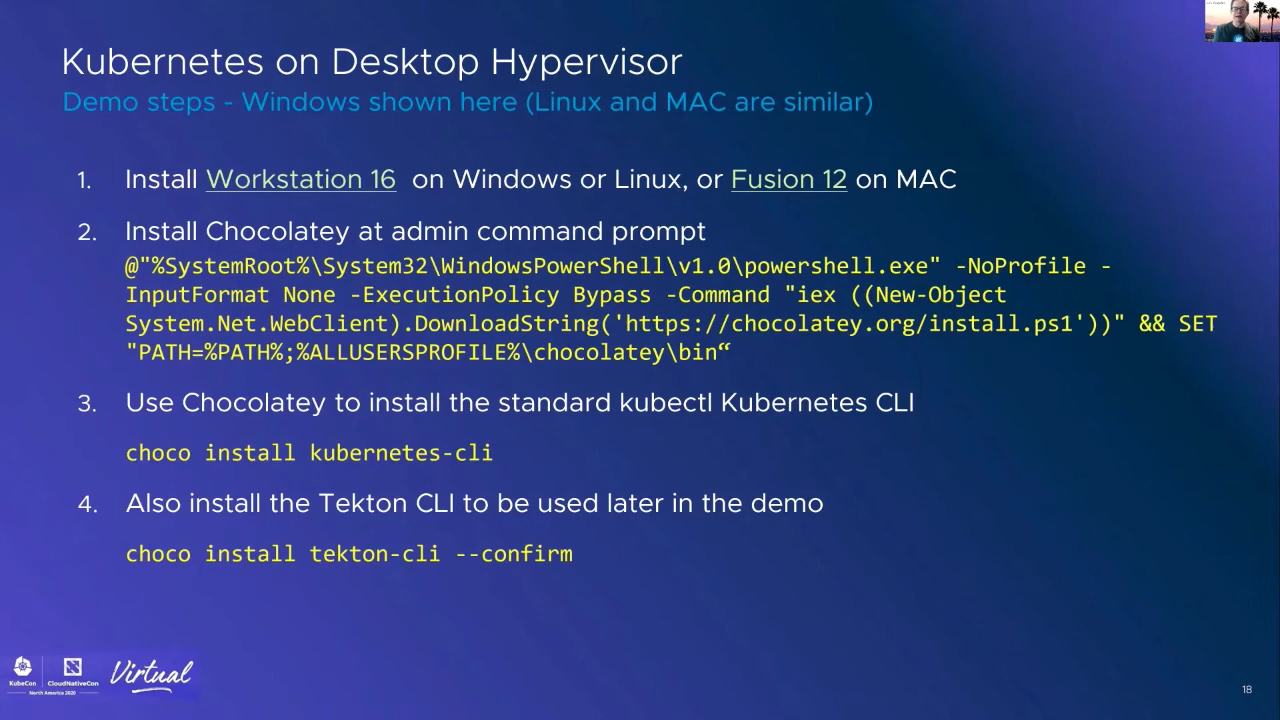 Kubernetes on Desktop Hypervisor
Demo steps - Windows shown here (Linux and MAC are similar)
1. Install Workstation 16 on Windows or Linux, or Fusion 12 on MAC
2. Install Chocolatey at admin command prompt
@"%SystemRoot%\System32\WindowsPowerShell\v1.0\powershell.exe" -NoProfile -
InputFormat None -ExecutionPolicy Bypass -Command "iex ((New-Object
System.Net.WebClient).DownloadString('https://chocolatey.org/install.ps1'))" && SET
"PATH=%PATH%;%ALLUSERSPROFILE%\chocolatey\bin“
3. Use Chocolatey to install the standard kubectl Kubernetes CLI
choco install kubernetes-cli
4. Also install the Tekton CLI to be used later in the demo
choco install tekton-cli --confirm
KubeCon CloudNativeCon
North America 2020
Virtual
18